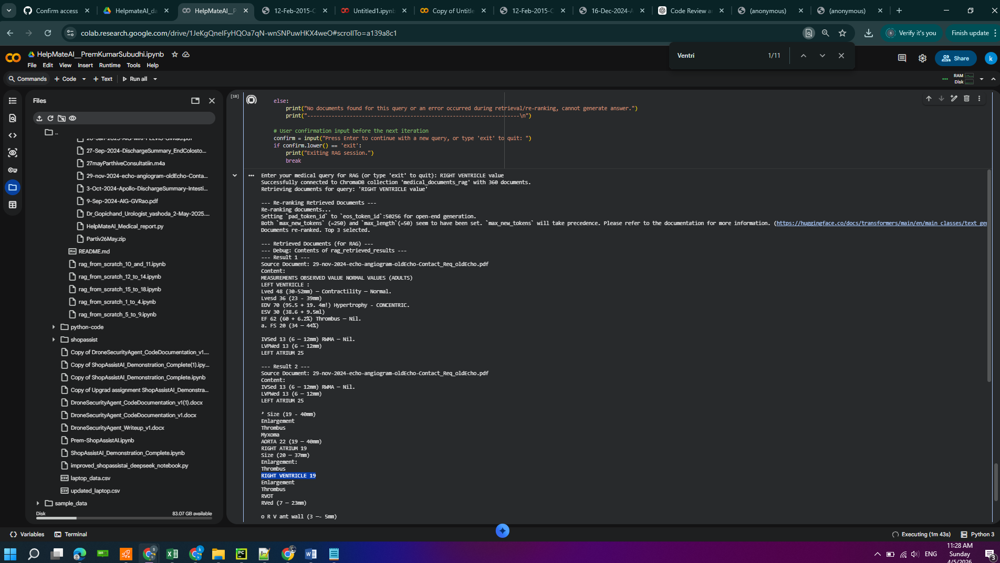 Confirm access
HelpmateAI_da
HelpMateAI_P
12-Feb-2015-C
Untitled1.ipynb
Copy of Untitle
12-Feb-2015-C
16-Dec-2024-A
Code Review a
(anonymous)
(anonymous)
colab.research.google.com/drive/1JeKgQnelFyHQOa7qN-wnSNPuwHKX4weO#scrollTo=a139a8c1
Verify it's you
Finish update
HelpMateAI__PremKumarSubudhi.ipynb
Ventri
1/11
File Edit View Insert Runtime Tools Help
Share
k
Commands + Code + Text Run all
RAM
Disk
Files
..
27-Sep-2024-DischargeSummary_EndColosto...
27mayParthiveConsultatiin.m4a
29-nov-2024-echo-angiogram-oldEcho-Conta...
3-Oct-2024-Apollo-DischargeSummary-Intesti...
9-Sep-2024-AIG-GVRao.pdf
Dr_Gopichand_Urologist_yashoda_2-May-2025....
HelpMateAI_Medical_report.py
Partiv26May.zip
README.md
rag_from_scratch_10_and_11.ipynb
rag_from_scratch_12_to_14.ipynb
rag_from_scratch_15_to_18.ipynb
rag_from_scratch_1_to_4.ipynb
rag_from_scratch_5_to_9.ipynb
python-code
shopassist
Copy of DroneSecurityAgent_CodeDocumentation_v1....
Copy of ShopAssistAI_Demonstration_Complete(1).ipy...
Copy of ShopAssistAI_Demonstration_Complete.ipynb
Copy of Upgrad assignment ShopAssistAI_Demonstra...
DroneSecurityAgent_CodeDocumentation_v1(1).docx
DroneSecurityAgent_CodeDocumentation_v1.docx
DroneSecurityAgent_Writeup_v1.docx
Prem-ShopAssistAI.ipynb
ShopAssistAI_Demonstration_Complete.ipynb
improved_shopassistai_deepseek_notebook.py
laptop_data.csv
updated_laptop.csv
sample_data
Disk 83.07 GB available
[18]
else:
print("No documents found for this query or an error occurred during retrieval/re-ranking, cannot generate answer.")
print("----------------------------------------------------------------------\n")
# User confirmation input before the next iteration
confirm = input("Press Enter to continue with a new query, or type 'exit' to quit: ")
if confirm.lower() == 'exit':
print("Exiting RAG session.")
break
Enter your medical query for RAG (or type 'exit' to quit): RIGHT VENTRICLE value
Successfully connected to ChromaDB collection 'medical_documents_rag' with 360 documents.
Retrieving documents for query: 'RIGHT VENTRICLE value'
--- Re-ranking Retrieved Documents ---
Re-ranking documents...
Setting `pad_token_id` to `eos_token_id`:50256 for open-end generation.
Both `max_new_tokens` (=250) and `max_length`(=50) seem to have been set. `max_new_tokens` will take precedence. Please refer to the documentation for more information. (https://huggingface.co/docs/transformers/main/en/main_classes/text_gen
Documents re-ranked. Top 3 selected.
--- Retrieved Documents (for RAG) ---
--- Debug: Contents of rag_retrieved_results ---
--- Result 1 ---
Source Document: 29-nov-2024-echo-angiogram-oldEcho-Contact_Req_oldEcho.pdf
Content:
MEASUREMENTS OBSERVED VALUE NORMAL VALUES (ADULTS)
LEFT VENTRICLE :
Lved 48 (30-52mm) — Contractility — Normal.
Lvesd 36 (23 - 39mm)
EDV 70 (95.5 + 19. 4m!) Hypertrophy - CONCENTRIC.
ESV 30 (38.6 + 9.5ml)
EF 62 (60 + 6.2%) Thrombus — Nil.
a. FS 20 (34 — 44%)
IVSed 13 (6 — 12mm) RWMA — Nil.
LVPWed 13 (6 — 12mm)
LEFT ATRIUM 25
--- Result 2 ---
Source Document: 29-nov-2024-echo-angiogram-oldEcho-Contact_Req_oldEcho.pdf
Content:
IVSed 13 (6 — 12mm) RWMA — Nil.
LVPWed 13 (6 — 12mm)
LEFT ATRIUM 25
’ Size (19 - 40mm)
Enlargement
Thrombus
Myxoma
AORTA 22 (19 — 40mm)
RIGHT ATRIUM 19
Size (20 — 37mm)
Enlargement:
Thrombus
RIGHT VENTRICLE 19
Enlargement
Thrombus
RVOT
RVed (7 — 23mm)
o R V ant wall (3 —- 5mm)
Variables Terminal
Executing (1m 43s) Python 3
ENG
11:28 AM
Sunday
4/5/2026
3